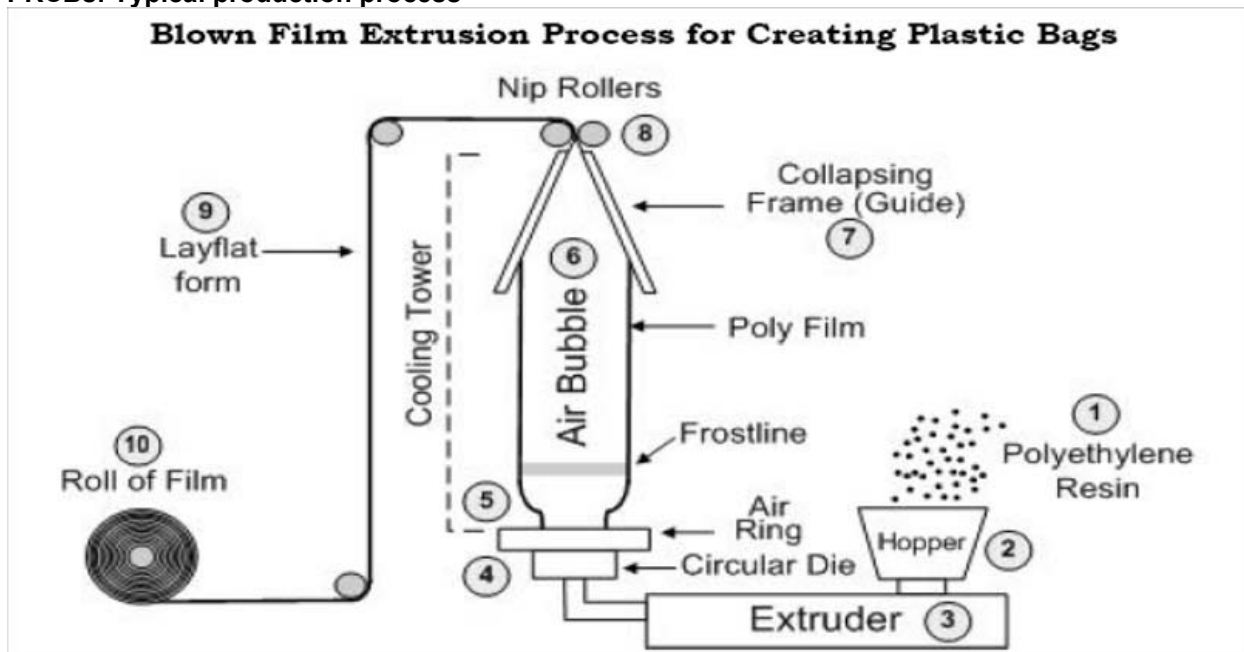 Blown Film Extrusion Process for Creating Plastic Bags
Nip Rollers
8
Collapsing
Frame (Guide)
7
9
Layflat
form
6
Air Bubble
Cooling Tower
Poly Film
10
Roll of Film
Frostline
1
Polyethylene
Resin
5
Air
Ring
Hopper
2
4
Circular Die
Extruder
3